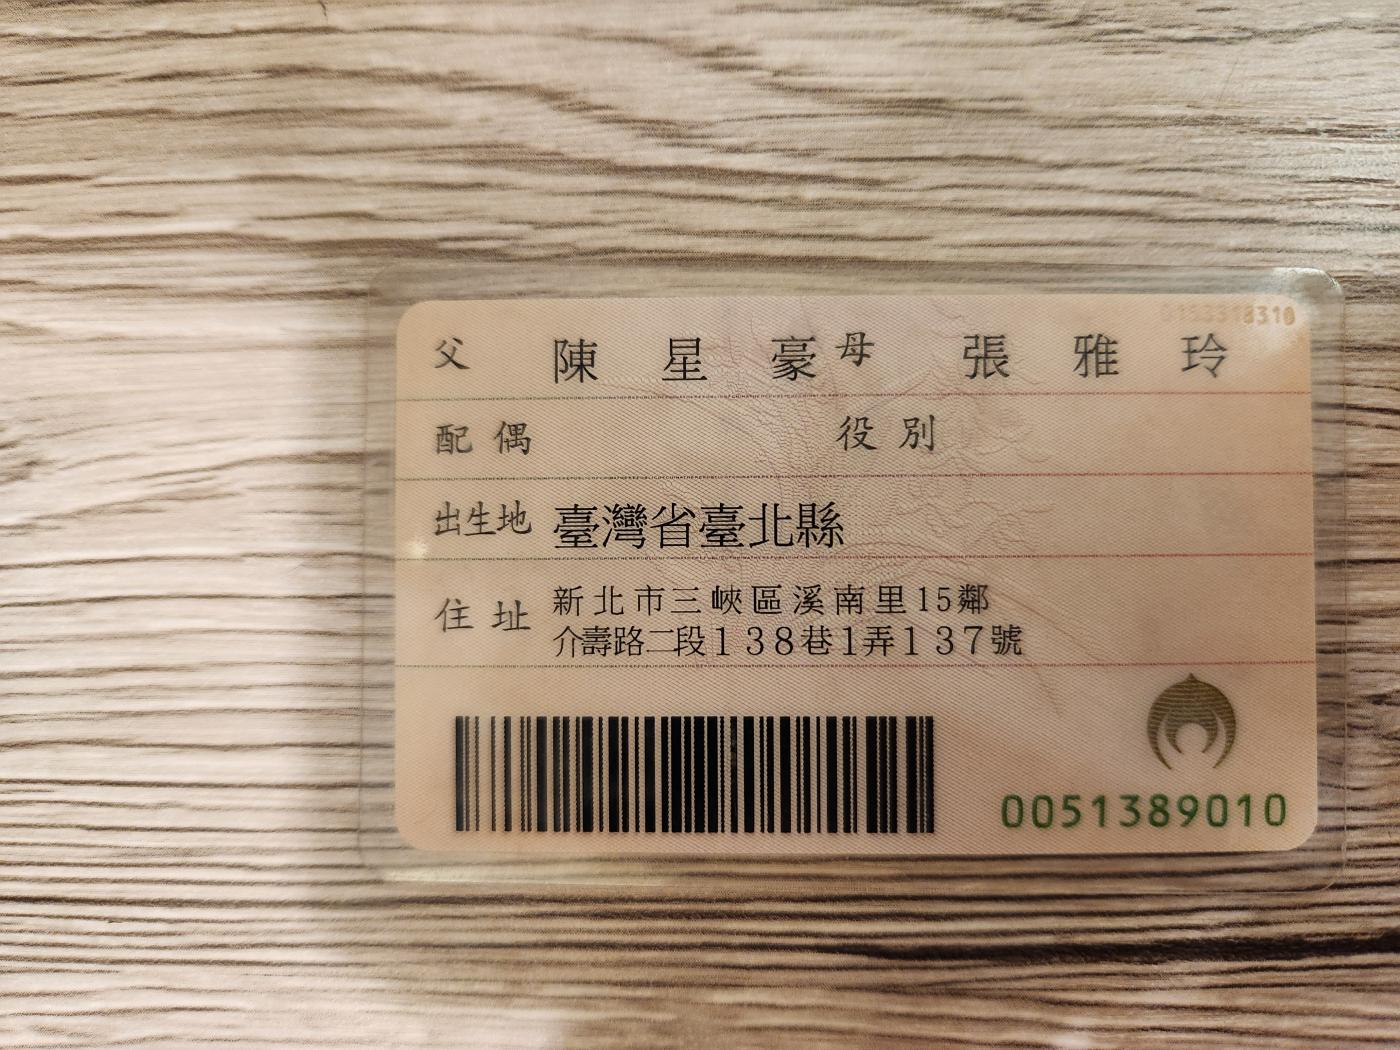 父 陳星豪 母 張雅玲
配偶 役別
出生地 臺灣省臺北縣
住址 新北市三峽區溪南里15鄰
介壽路二段138巷1弄137號
0051389010